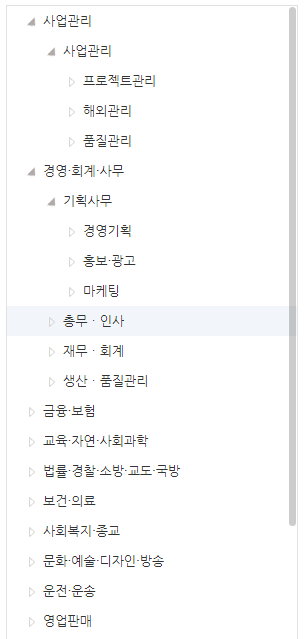 사업관리
사업관리
프로젝트관리
해외관리
품질관리
경영·회계·사무
기획사무
경영기획
홍보·광고
마케팅
총무ㆍ인사
재무ㆍ회계
생산ㆍ품질관리
금융·보험
교육·자연·사회과학
법률·경찰·소방·교도·국방
보건·의료
사회복지·종교
문화·예술·디자인·방송
운전·운송
영업판매